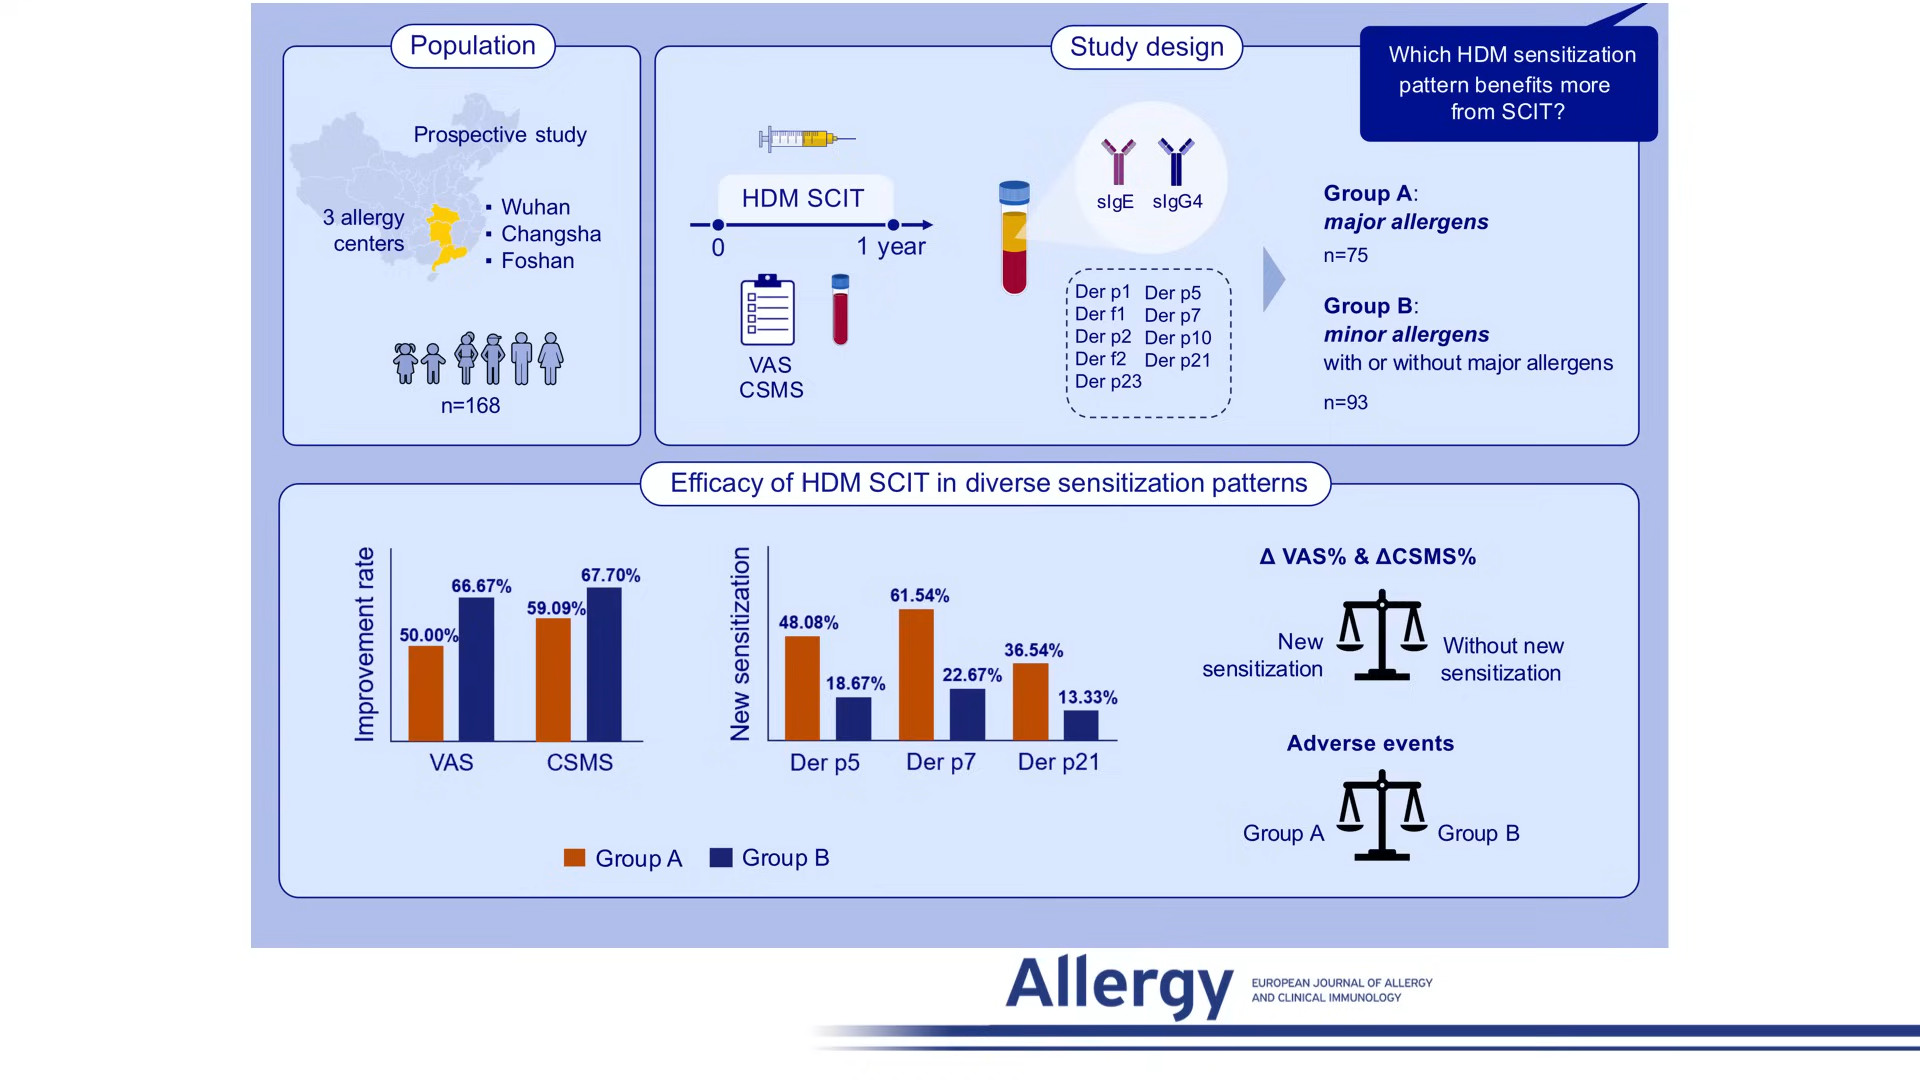 Population
Prospective study
3 allergy
centers
▪ Wuhan
▪ Changsha
▪ Foshan
n=168
Study design
Which HDM sensitization
pattern benefits more
from SCIT?
HDM SCIT
0
1 year
VAS
CSMS
sIgE
sIgG4
Der p1 Der p5
Der f1 Der p7
Der p2 Der p10
Der f2 Der p21
Der p23
Group A:
major allergens
n=75
Group B:
minor allergens
with or without major allergens
n=93
Efficacy of HDM SCIT in diverse sensitization patterns
Improvement rate
50.00%
66.67%
59.09%
67.70%
VAS
CSMS
New sensitization
48.08%
18.67%
61.54%
22.67%
36.54%
13.33%
Der p5
Der p7
Der p21
Group A
Group B
Δ VAS% & ΔCSMS%
New
sensitization
Without new
sensitization
Adverse events
Group A
Group B
Allergy
EUROPEAN JOURNAL OF ALLERGY
AND CLINICAL IMMUNOLOGY